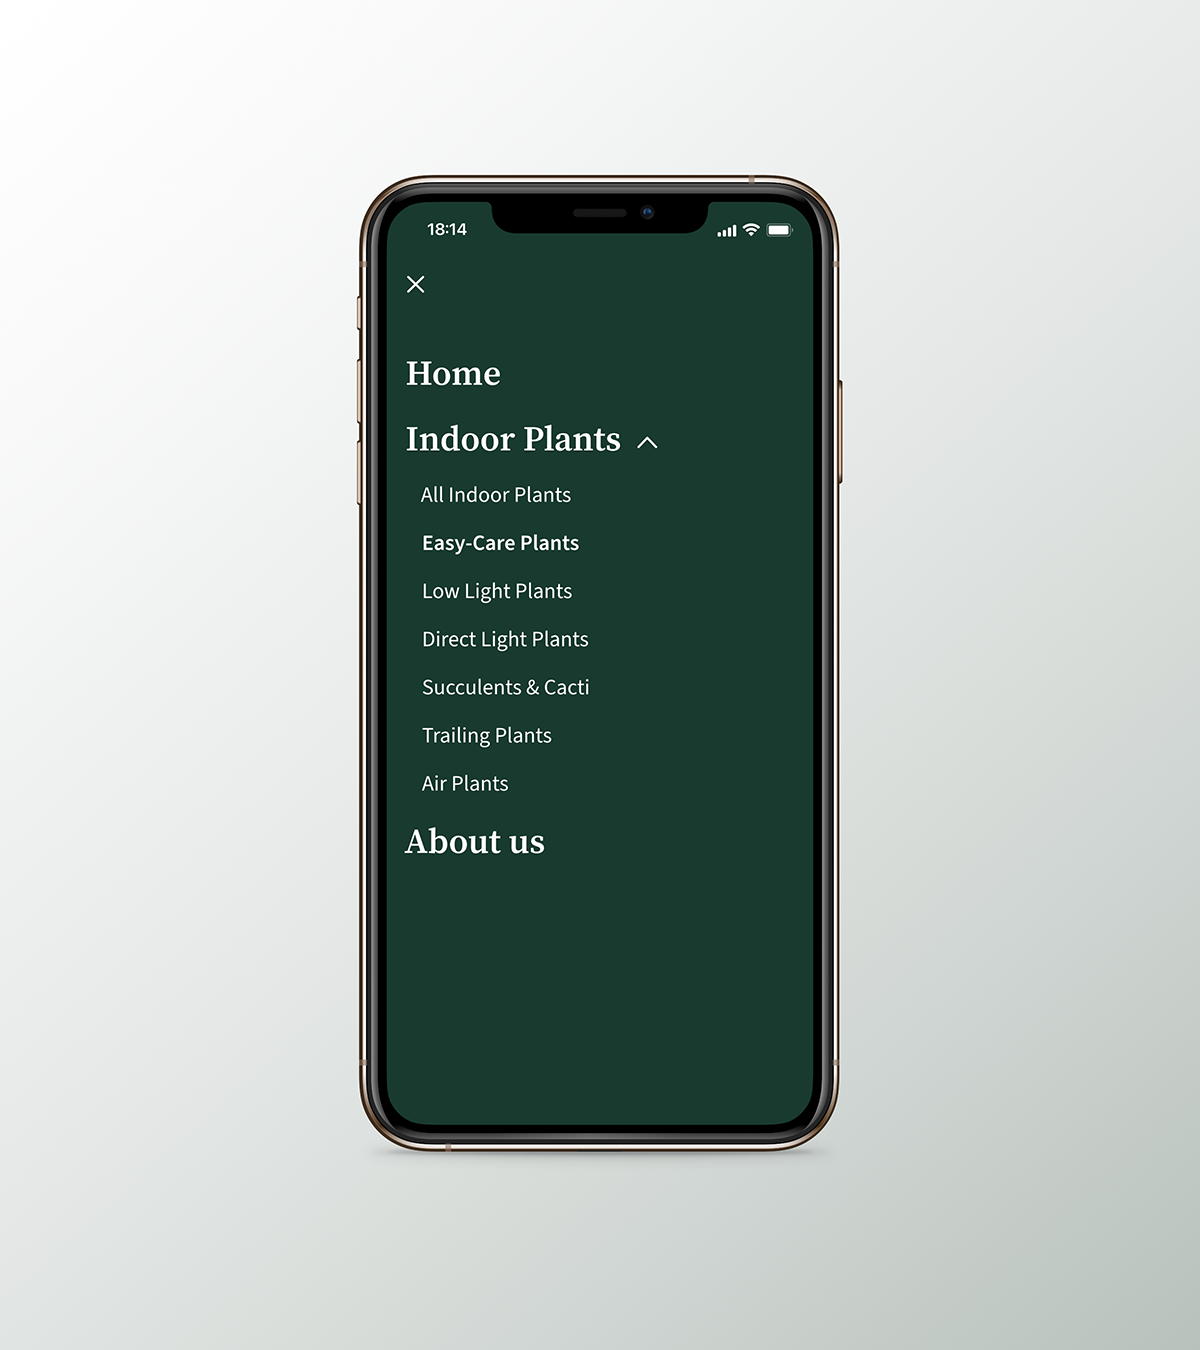 18:14
Home
Indoor Plants
All Indoor Plants
Easy-Care Plants
Low Light Plants
Direct Light Plants
Succulents & Cacti
Trailing Plants
Air Plants
About us